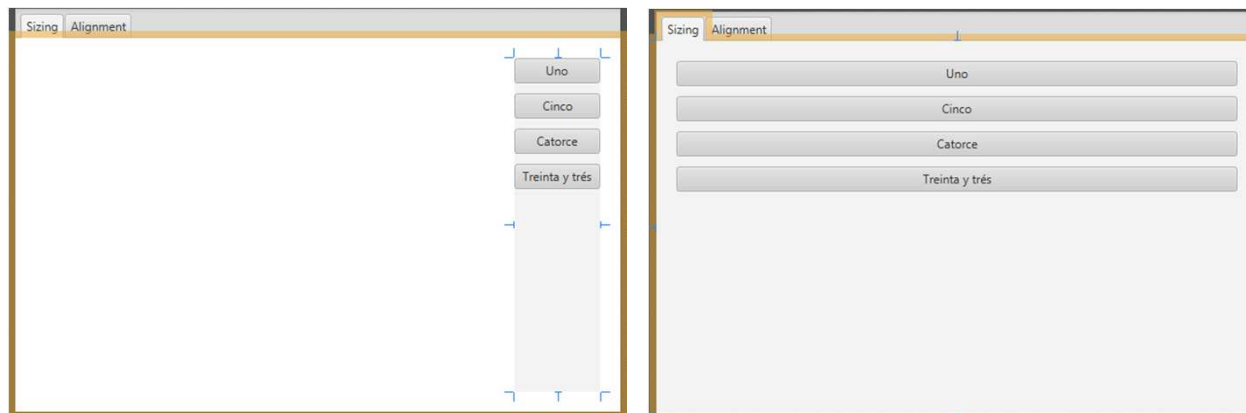 Sizing Alignment
Uno
Cinco
Catorce
Treinta y trés
Sizing Alignment
Uno
Cinco
Catorce
Treinta y trés